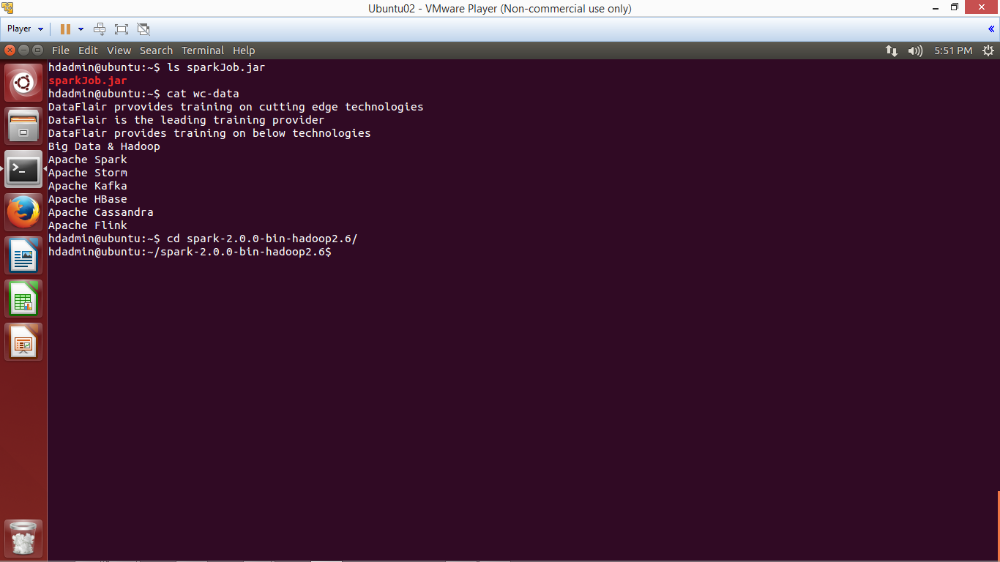 Ubuntu02 - VMware Player (Non-commercial use only)
Player
File Edit View Search Terminal Help
5:51 PM
hdadmin@ubuntu:~$ ls sparkJob.jar
sparkJob.jar
hdadmin@ubuntu:~$ cat wc-data
DataFlair prvovides training on cutting edge technologies
DataFlair is the leading training provider
DataFlair provides training on below technologies
Big Data & Hadoop
Apache Spark
Apache Storm
Apache Kafka
Apache HBase
Apache Cassandra
Apache Flink
hdadmin@ubuntu:~$ cd spark-2.0.0-bin-hadoop2.6/
hdadmin@ubuntu:~/spark-2.0.0-bin-hadoop2.6$